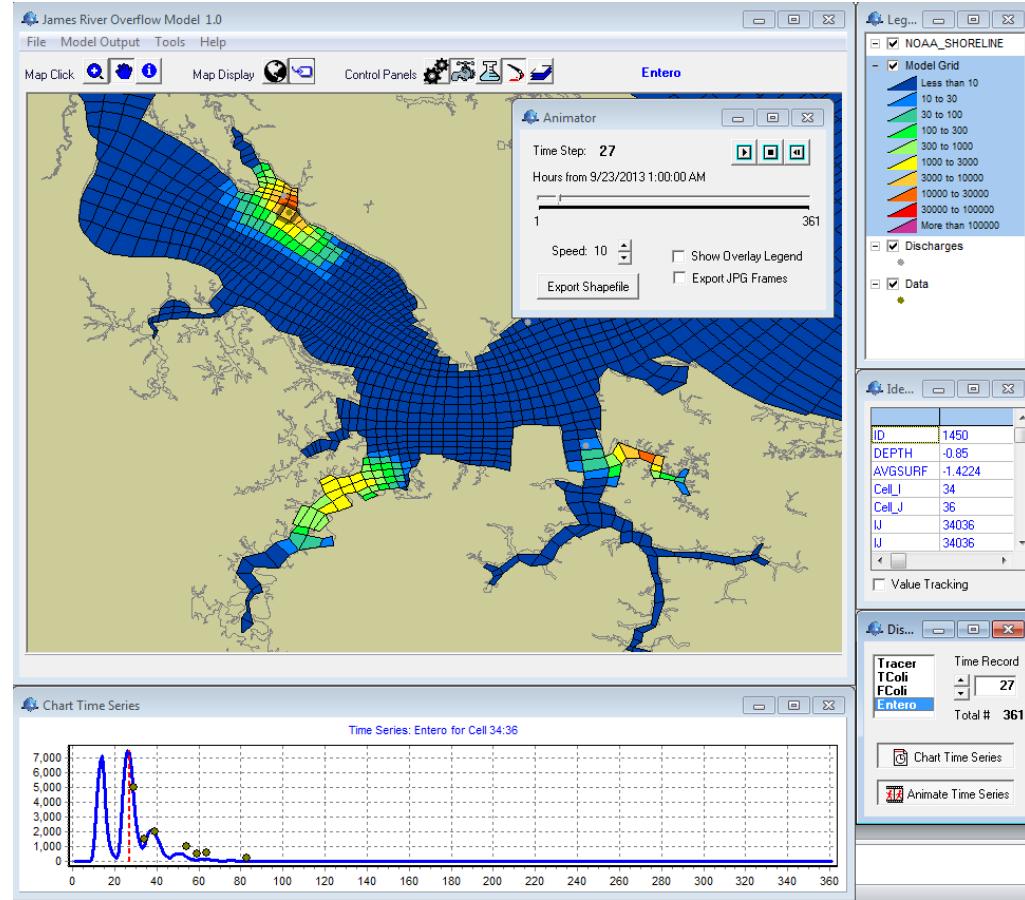 James River Overflow Model 1.0
File Model Output Tools Help
Map Click
Map Display
Control Panels
Entero
Animator
Time Step: 27
Hours from 9/23/2013 1:00:00 AM
1
361
Speed: 10
Show Overlay Legend
Export JPG Frames
Export Shapefile
Leg...
NOAA_SHORELINE
Model Grid
Less than 10
10 to 30
30 to 100
100 to 300
300 to 1000
1000 to 3000
3000 to 10000
10000 to 30000
30000 to 100000
More than 100000
Discharges
Data
Ide...
ID 1450
DEPTH -0.85
AVGSURF -1.4224
Cell_I 34
Cell_J 36
IJ 34036
IJ 34036
Value Tracking
Dis...
Tracer
TColi
FColi
Entero
Time Record
27
Total # 361
Chart Time Series
Animate Time Series
Chart Time Series
Time Series: Entero for Cell 34:36
7,000
6,000
5,000
4,000
3,000
2,000
1,000
0
0 20 40 60 80 100 120 140 160 180 200 220 240 260 280 300 320 340 360